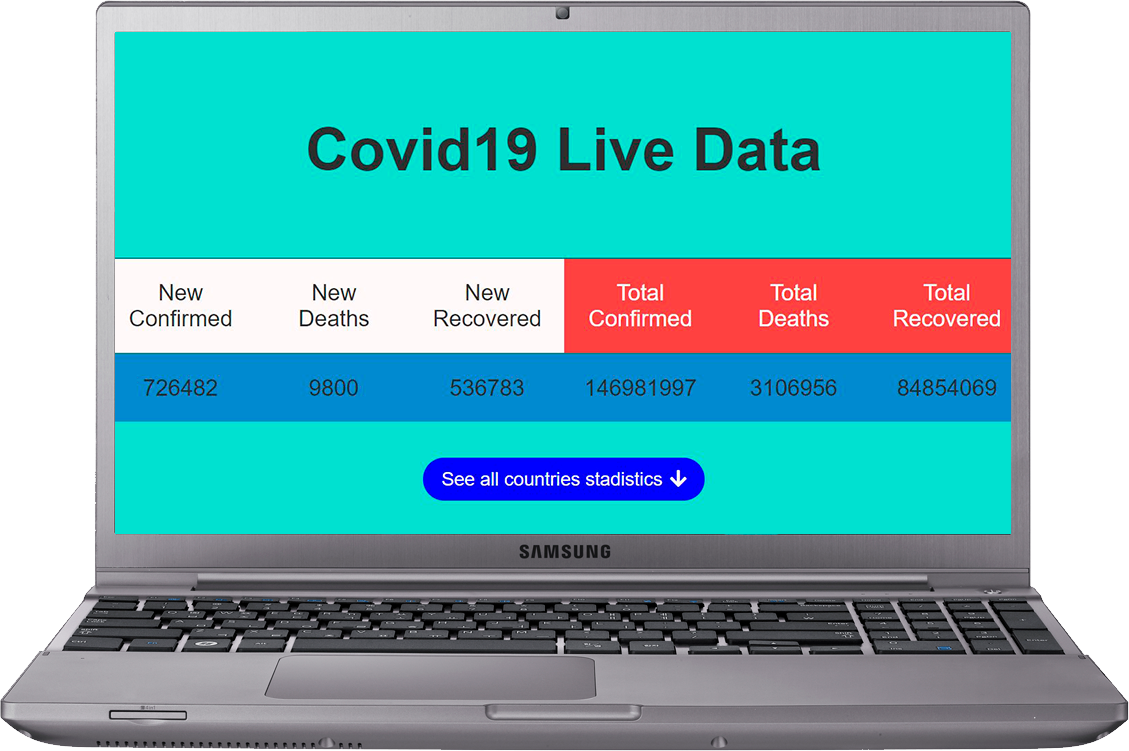 Covid19 Live Data
New
Confirmed
New
Deaths
New
Recovered
Total
Confirmed
Total
Deaths
Total
Recovered
726482 9800 536783 146981997 3106956 84854069
See all countries stadistics
SAMSUNG